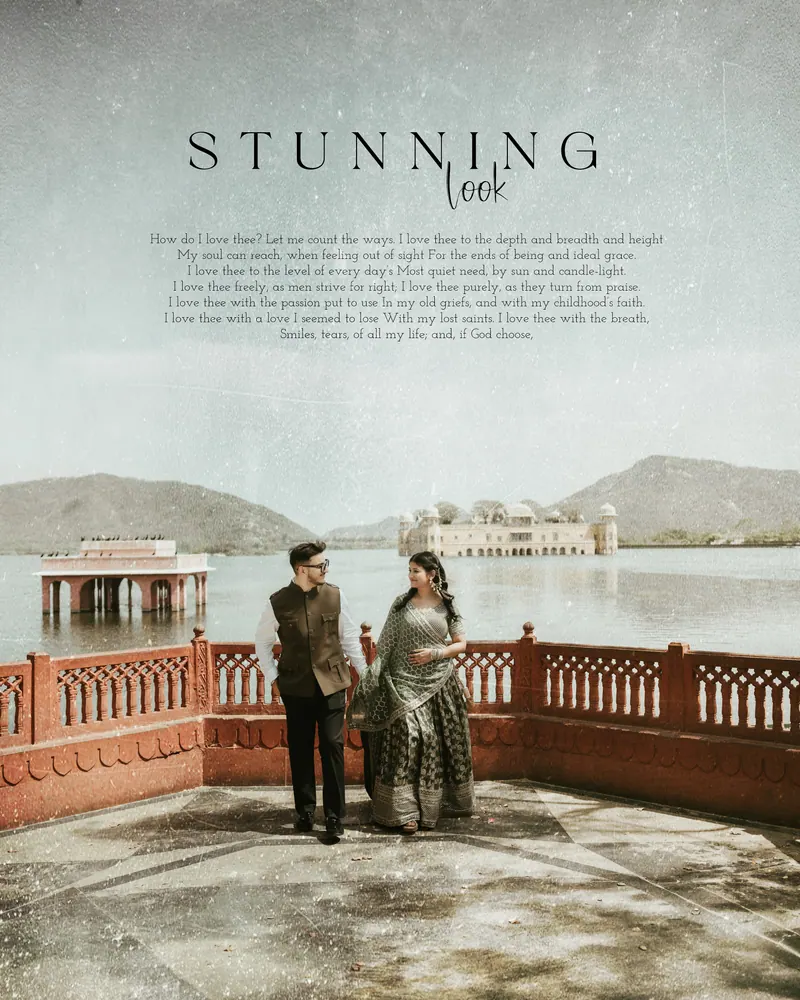 STUNNING
look
How do I love thee? Let me count the ways. I love thee to the depth and breadth and height
My soul can reach, when feeling out of sight For the ends of being and ideal grace.
I love thee to the level of every day's Most quiet need, by sun and candle-light.
I love thee freely, as men strive for right; I love thee purely, as they turn from praise.
I love thee with the passion put to use In my old griefs, and with my childhood's faith.
I love thee with a love I seemed to lose With my lost saints. I love thee with the breath,
Smiles, tears, of all my life; and, if God choose,